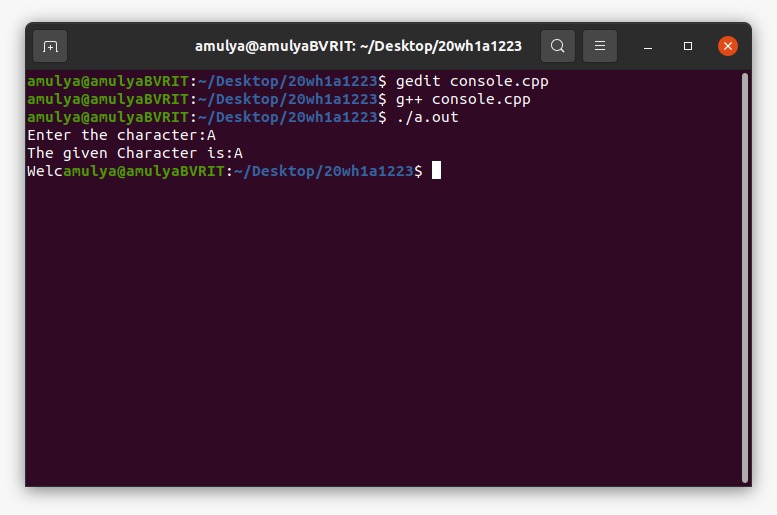 amulya@amulyaBVRIT: ~/Desktop/20wh1a1223
amulya@amulyaBVRIT:~/Desktop/20wh1a1223$ gedit console.cpp
amulya@amulyaBVRIT:~/Desktop/20wh1a1223$ g++ console.cpp
amulya@amulyaBVRIT:~/Desktop/20wh1a1223$ ./a.out
Enter the character:A
The given Character is:A
Welcamulya@amulyaBVRIT:~/Desktop/20wh1a1223$